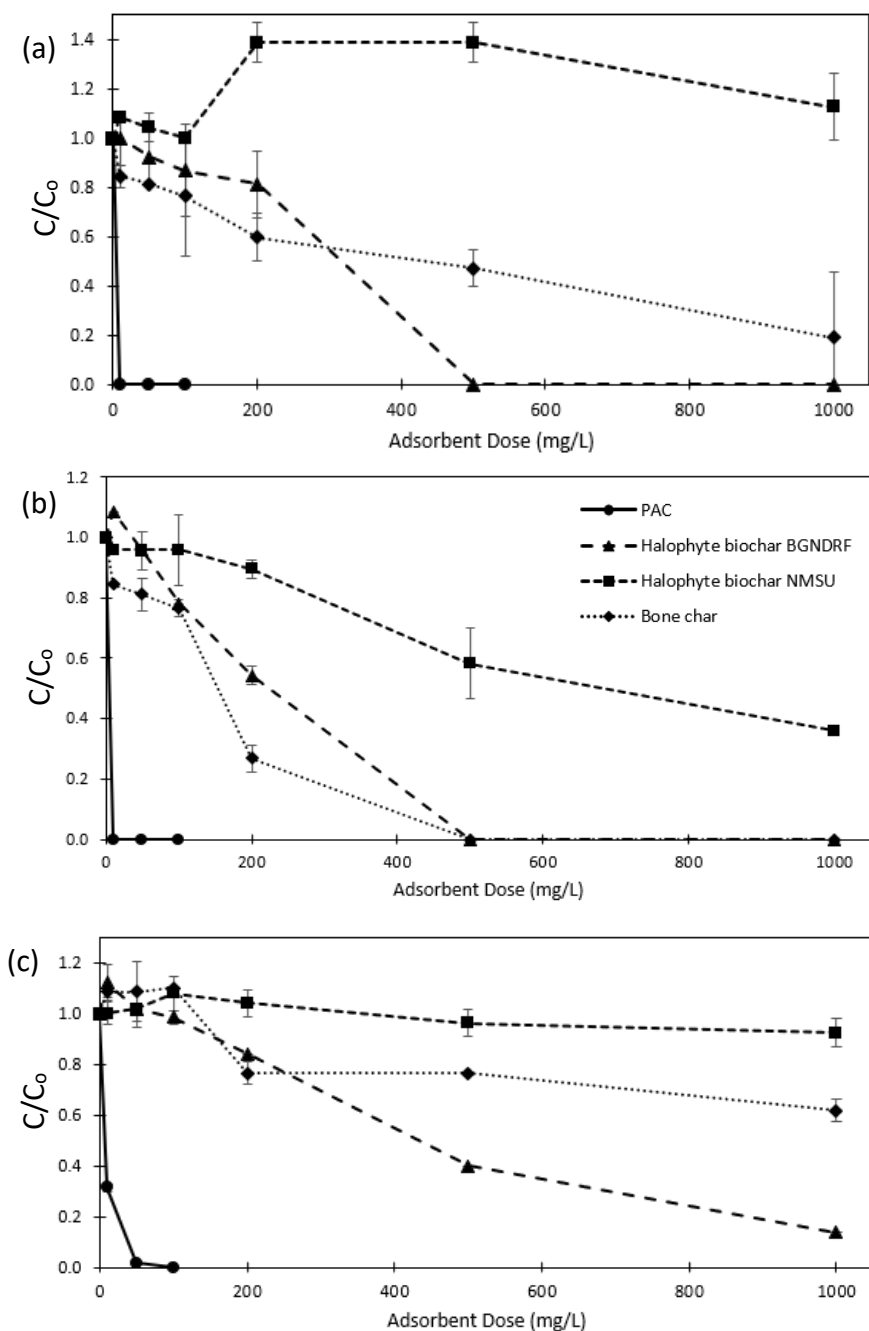 (a)
1.4
1.2
1.0
0.8
0.6
0.4
0.2
0.0
C/Co
0 200 400 600 800 1000
Adsorbent Dose (mg/L)
(b)
1.2
1.0
0.8
0.6
0.4
0.2
0.0
C/Co
PAC
Halophyte biochar BGNDRF
Halophyte biochar NMSU
Bone char
0 200 400 600 800 1000
Adsorbent Dose (mg/L)
(c)
1.2
1.0
0.8
0.6
0.4
0.2
0.0
C/Co
0 200 400 600 800 1000
Adsorbent Dose (mg/L)